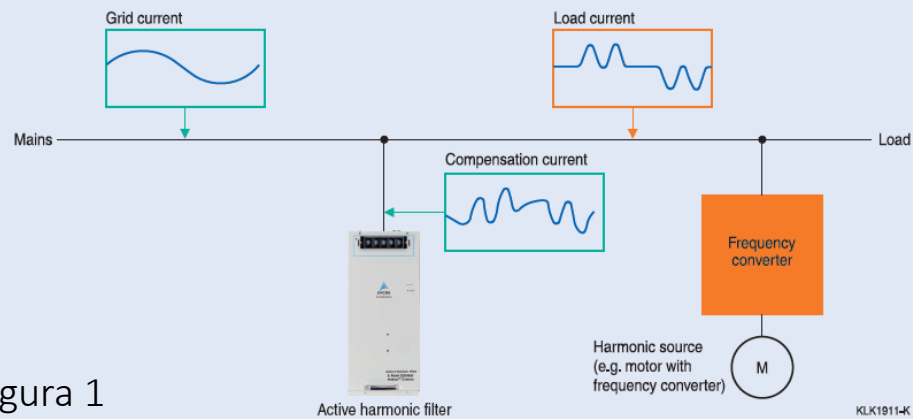 Grid current
Load current
Mains
Load
Compensation current
Frequency
converter
Harmonic source
(e.g. motor with
frequency converter)
M
gura 1
Active harmonic filter
KLK1911-K